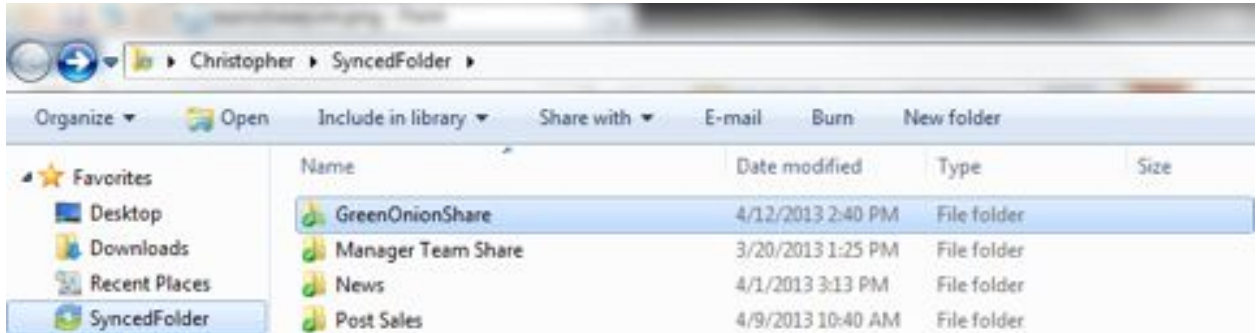 Christopher SyncedFolder
Organize Open Include in library Share with E-mail Burn New folder
Name Date modified Type Size
Favorites
Desktop
Downloads
Recent Places
SyncedFolder
GreenOnionShare 4/12/2013 2:40 PM File folder
Manager Team Share 3/20/2013 1:25 PM File folder
News 4/1/2013 3:13 PM File folder
Post Sales 4/9/2013 10:40 AM File folder